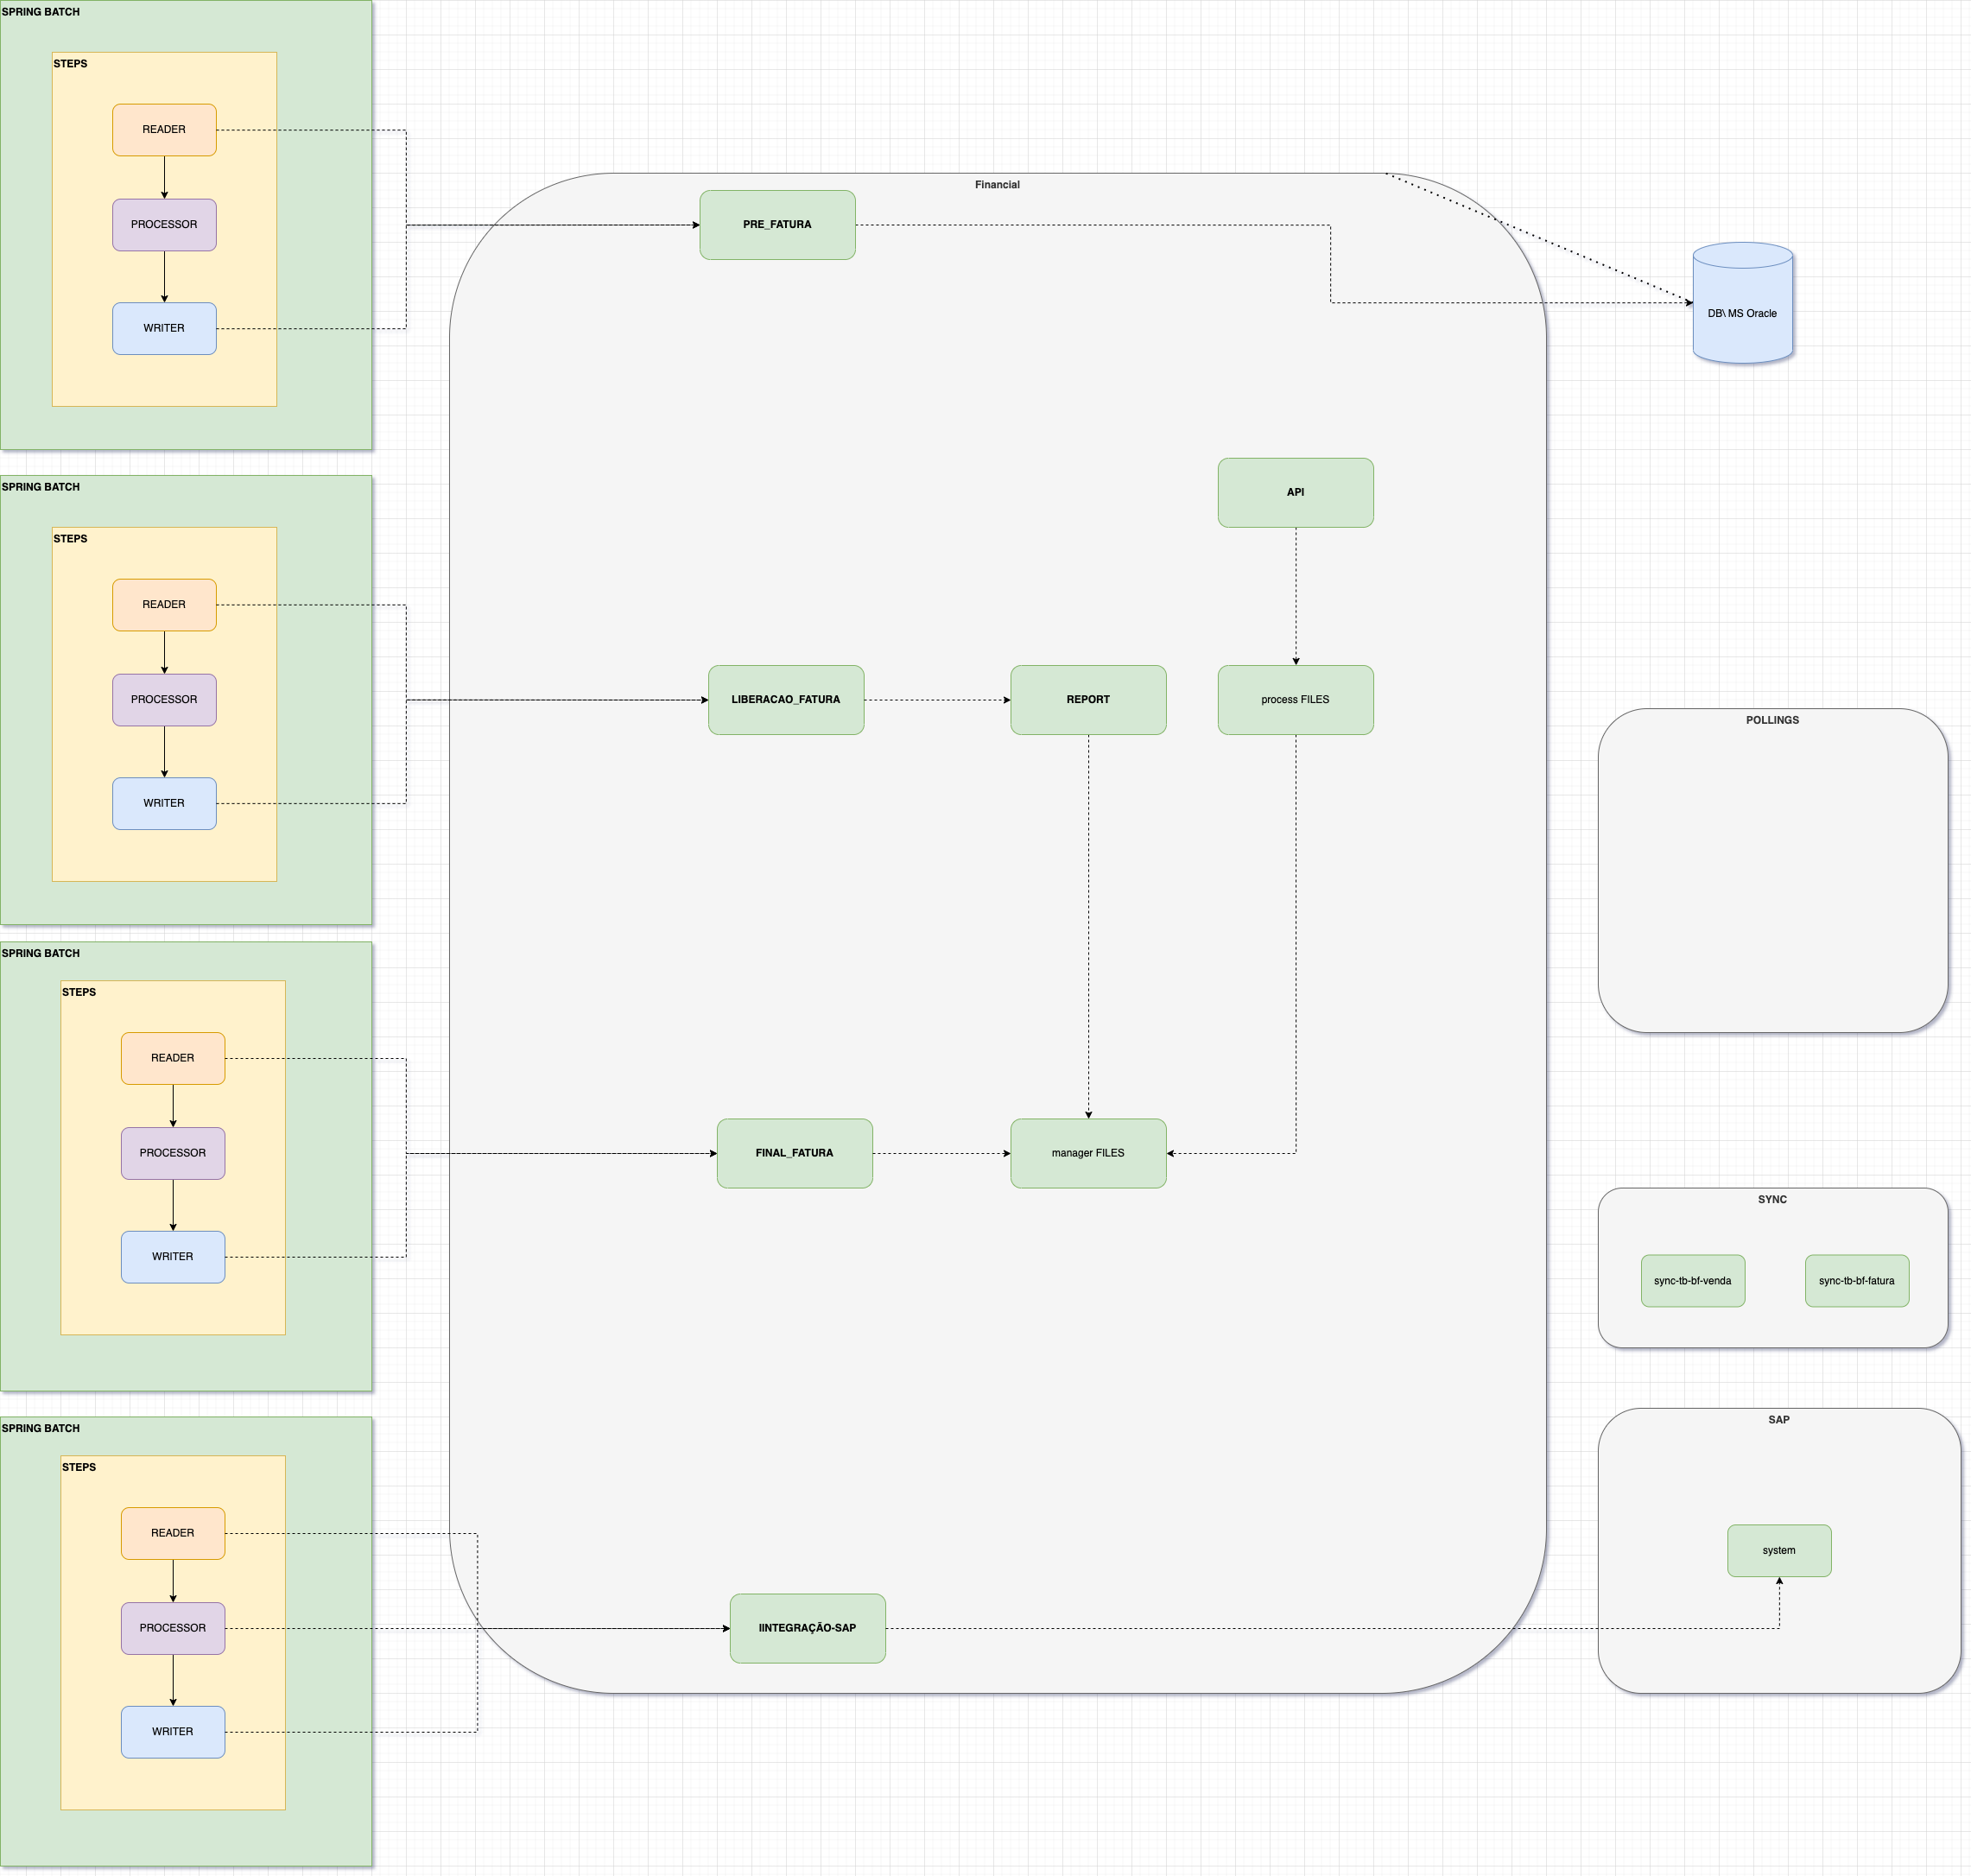 SPRING BATCH
STEPS
READER
PROCESSOR
WRITER
SPRING BATCH
STEPS
READER
PROCESSOR
WRITER
SPRING BATCH
STEPS
READER
PROCESSOR
WRITER
SPRING BATCH
STEPS
READER
PROCESSOR
WRITER
Financial
PRE_FATURA
API
LIBERACAO_FATURA
REPORT
process FILES
FINAL_FATURA
manager FILES
IINTEGRAÇÃO-SAP
DB\ MS Oracle
POLLINGS
SYNC
sync-tb-bf-venda
sync-tb-bf-fatura
SAP
system